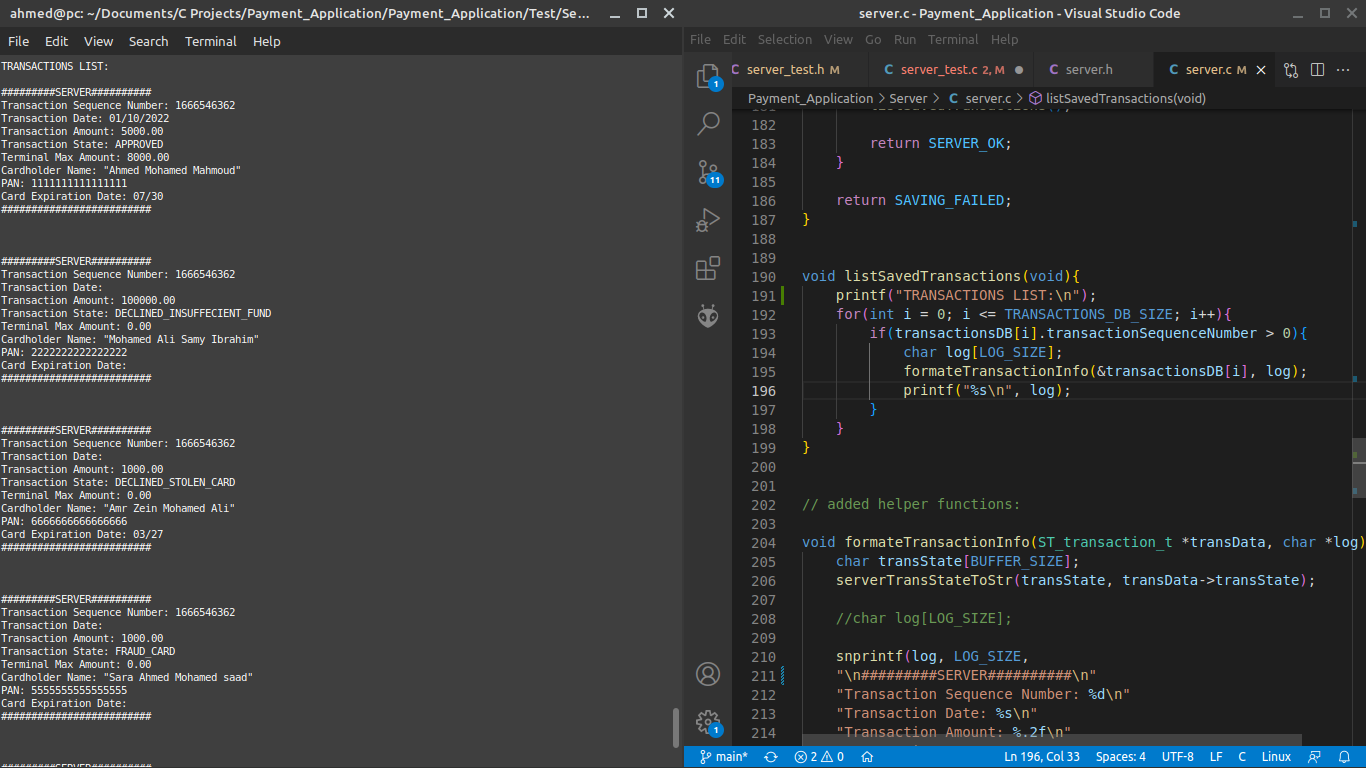 ahmed@pc: ~/Documents/C Projects/Payment_Application/Payment_Application/Test/Se...
File Edit View Search Terminal Help
TRANSACTIONS LIST:
#########SERVER##########
Transaction Sequence Number: 1666546362
Transaction Date: 01/10/2022
Transaction Amount: 5000.00
Transaction State: APPROVED
Terminal Max Amount: 8000.00
Cardholder Name: "Ahmed Mohamed Mahmoud"
PAN: 1111111111111111
Card Expiration Date: 07/30
#########################
#########SERVER##########
Transaction Sequence Number: 1666546362
Transaction Date:
Transaction Amount: 100000.00
Transaction State: DECLINED_INSUFFECIENT_FUND
Terminal Max Amount: 0.00
Cardholder Name: "Mohamed Ali Samy Ibrahim"
PAN: 2222222222222222
Card Expiration Date:
#########################
#########SERVER##########
Transaction Sequence Number: 1666546362
Transaction Date:
Transaction Amount: 1000.00
Transaction State: DECLINED_STOLEN_CARD
Terminal Max Amount: 0.00
Cardholder Name: "Amr Zein Mohamed Ali"
PAN: 6666666666666666
Card Expiration Date: 03/27
#########################
#########SERVER##########
Transaction Sequence Number: 1666546362
Transaction Date:
Transaction Amount: 1000.00
Transaction State: FRAUD_CARD
Terminal Max Amount: 0.00
Cardholder Name: "Sara Ahmed Mohamed saad"
PAN: 5555555555555555
Card Expiration Date:
#########################
server.c - Payment_Application - Visual Studio Code
File Edit Selection View Go Run Terminal Help
C server_test.h M C server_test.c 2, M C server.h C server.c M
Payment_Application > Server > C server.c > listSavedTransactions(void)
182
183 return SERVER_OK;
184 }
185
186 return SAVING_FAILED;
187 }
188
189
190 void listSavedTransactions(void){
191 printf("TRANSACTIONS LIST:\n");
192 for(int i = 0; i <= TRANSACTIONS_DB_SIZE; i++){
193 if(transactionsDB[i].transactionSequenceNumber > 0){
194 char log[LOG_SIZE];
195 formateTransactionInfo(&transactionsDB[i], log);
196 printf("%s\n", log);
197 }
198 }
199 }
200
201
202 // added helper functions:
203
204 void formateTransactionInfo(ST_transaction_t *transData, char *log)
205 char transState[BUFFER_SIZE];
206 serverTransStateToStr(transState, transData->transState);
207
208 //char log[LOG_SIZE];
209
210 snprintf(log, LOG_SIZE,
211 "\n#########SERVER##########\n"
212 "Transaction Sequence Number: %d\n"
213 "Transaction Date: %s\n"
214 "Transaction Amount: %.2f\n"
1
11
1
main* 2 0 Ln 196, Col 33 Spaces: 4 UTF-8 LF C Linux